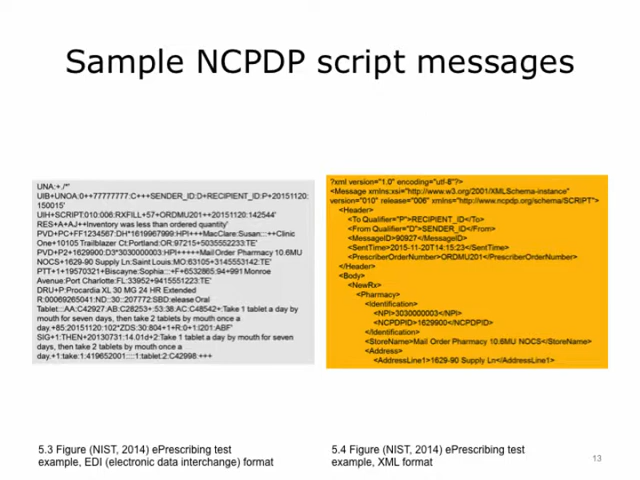 Sample NCPDP script messages
UNA:+./*'
UIB+UNOA:0++77777777:C+++SENDER_ID:D+RECIPIENT_ID:P+20151120:
150015'
UIH+SCRIPT:010:006:RXFILL+57+ORDMU201++20151120:142544'
RES+A+AJ++Inventory was less than ordered quantity'
PVD+PC+FF1234567:DH*1619967999:HPI+++MacClare:Susan:::++Clinic
One+10105 Trailblazer Ct:Portland:OR:97215+5035552233:TE'
PVD+P2+1629900:D3*3030000003:HPI+++++Mail Order Pharmacy 10.6MU
NOCS+1629-90 Supply Ln:Saint Louis:MO:63105+3145553142:TE'
PTT+1+19570321+Biscayne:Sophia:::+F+6532865.94+991 Monroe
Avenue:Port Charlotte:FL:33952+9415551223:TE'
DRU+P:Procardia XL 30 MG 24 HR Extended
R:00069265041:ND::30::207772:SBD:elease Oral
Tablet:::AA:C42927:AB:C28253+:53:38:AC:C48542+:Take 1 tablet a day by
mouth for seven days, then take 2 tablets by mouth once a
day.+85:20151120:102*ZDS:30:804+1+R:0+1:I201:ABF'
SIG+1:THEN+20130731:14.01d+2:Take 1 tablet a day by mouth for seven
days, then take 2 tablets by mouth once a
day.+1:take:1:419652001::::1:tablet:2:C42998:+++
?xml version="1.0" encoding="utf-8"?>
<Message xmlns:xsi="http://www.w3.org/2001/XMLSchema-instance"
version="010" release="006" xmlns="http://www.ncpdp.org/schema/SCRIPT">
<Header>
<To Qualifier="P">RECIPIENT_ID</To>
<From Qualifier="D">SENDER_ID</From>
<MessageID>90927</MessageID>
<SentTime>2015-11-20T14:15:23</SentTime>
<PrescriberOrderNumber>ORDMU201</PrescriberOrderNumber>
</Header>
<Body>
<NewRx>
<Pharmacy>
<Identification>
<NPI>3030000003</NPI>
<NCPDPID>1629900</NCPDPID>
</Identification>
<StoreName>Mail Order Pharmacy 10.6MU NOCS</StoreName>
<Address>
<AddressLine1>1629-90 Supply Ln</AddressLine1>
5.3 Figure (NIST, 2014) ePrescribing test
example, EDI (electronic data interchange) format
5.4 Figure (NIST, 2014) ePrescribing test
example, XML format
13